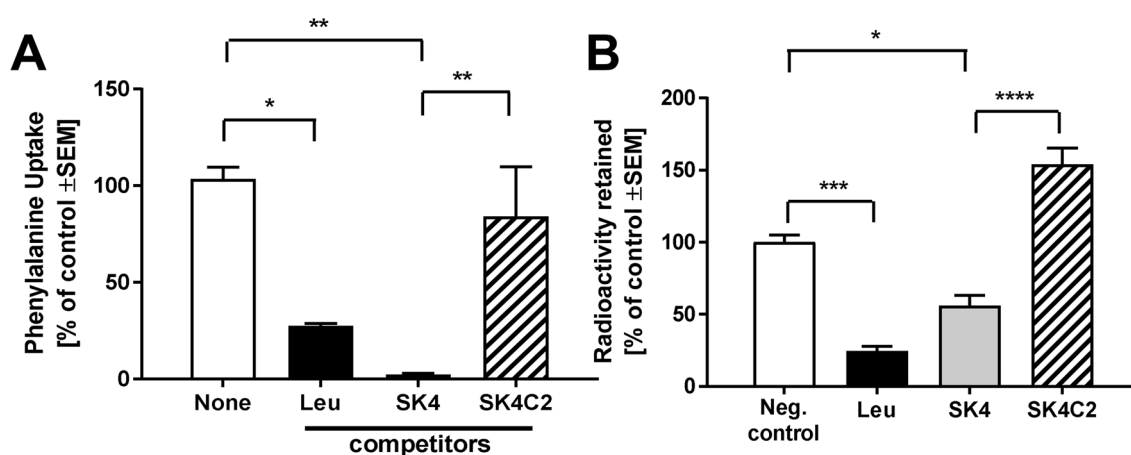 A
**
*
**
Phenylalanine Uptake
[% of control ±SEM]
150
100
50
0
None Leu SK4 SK4C2
competitors
B
*
****
***
Radioactivity retained
[% of control ±SEM]
200
150
100
50
0
Neg.
control
Leu SK4 SK4C2